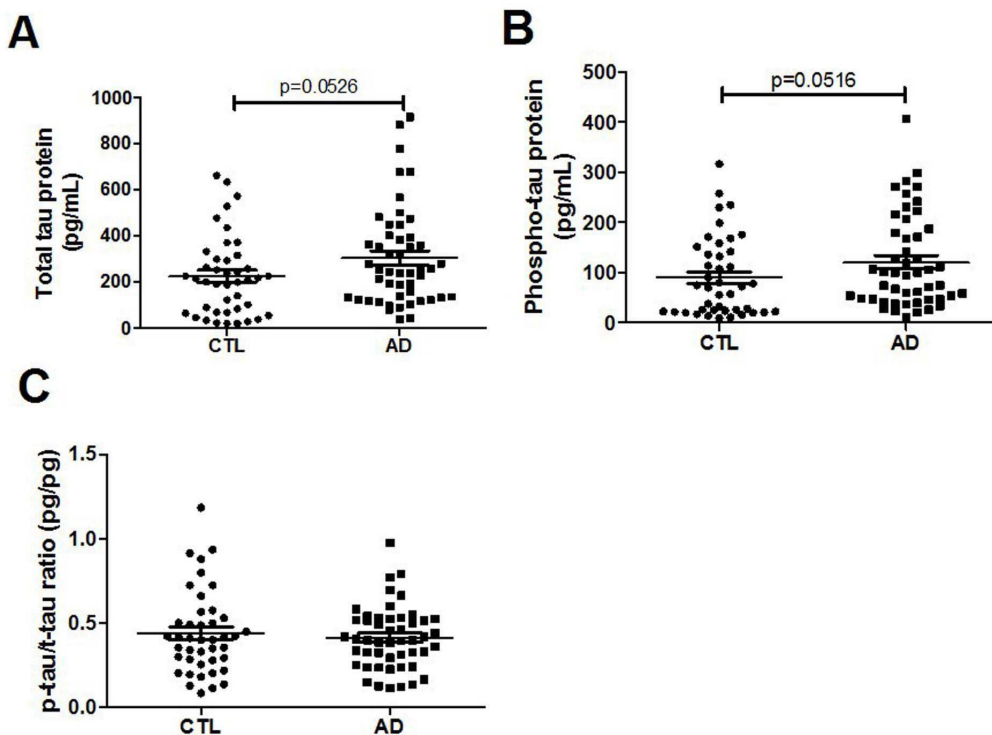 A
p=0.0526
Total tau protein
(pg/mL)
1000
800
600
400
200
0
CTL
AD
B
p=0.0516
Phospho-tau protein
(pg/mL)
500
400
300
200
100
0
CTL
AD
C
p-tau/t-tau ratio (pg/pg)
1.5
1.0
0.5
0.0
CTL
AD